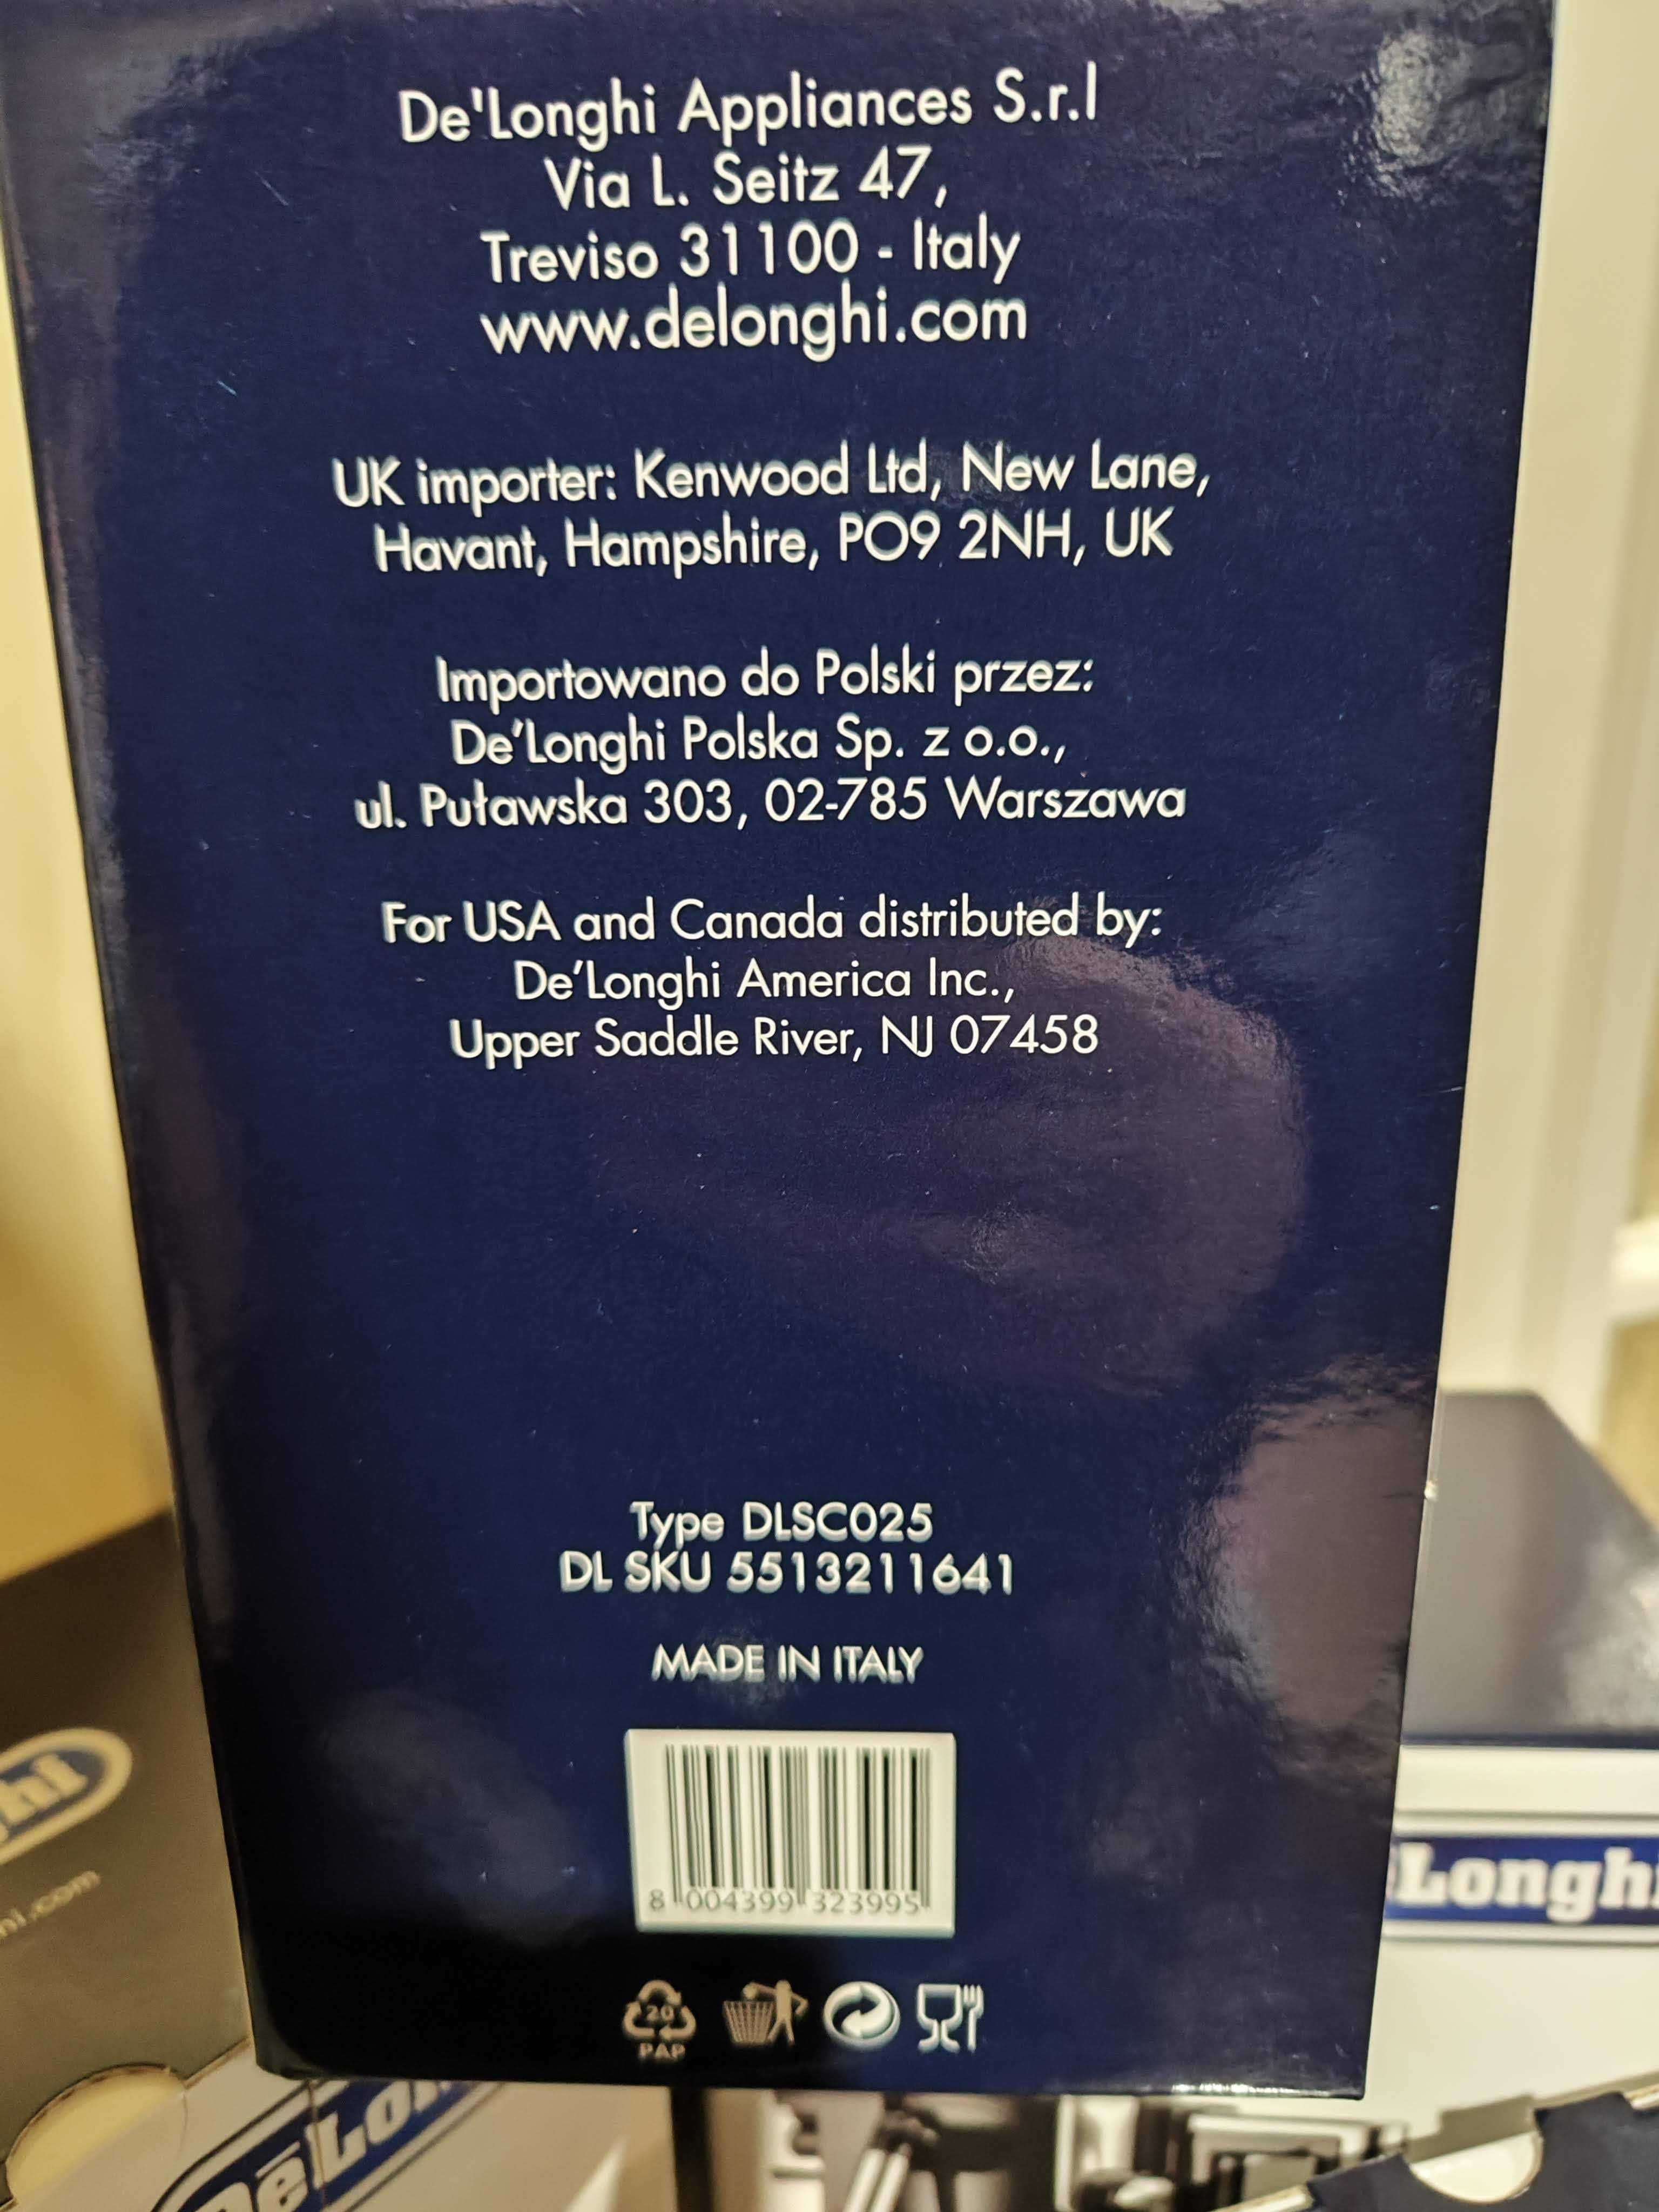 De'Longhi Appliances S.r.l
Via L. Seitz 47,
Treviso 31100 - Italy
www.delonghi.com
UK importer: Kenwood Ltd, New Lane,
Havant, Hampshire, PO9 2NH, UK
Importowano do Polski przez:
De'Longhi Polska Sp. z o.o.,
ul. Puławska 303, 02-785 Warszawa
For USA and Canada distributed by:
De'Longhi America Inc.,
Upper Saddle River, NJ 07458
Type DLSC025
DL SKU 5513211641
MADE IN ITALY
8 004399 323995
20
PAP